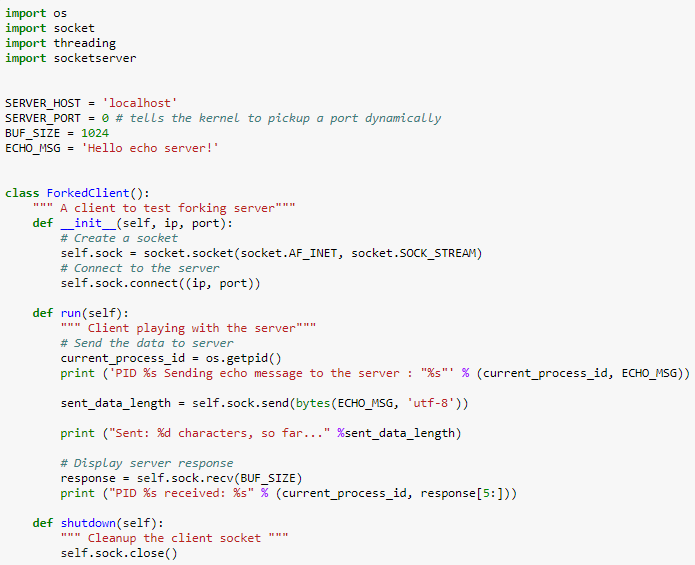 import os
import socket
import threading
import socketserver
SERVER_HOST = 'localhost'
SERVER_PORT = 0 # tells the kernel to pickup a port dynamically
BUF_SIZE = 1024
ECHO_MSG = 'Hello echo server!'
class ForkedClient():
    """ A client to test forking server"""
    def __init__(self, ip, port):
        # Create a socket
        self.sock = socket.socket(socket.AF_INET, socket.SOCK_STREAM)
        # Connect to the server
        self.sock.connect((ip, port))
    def run(self):
        """ Client playing with the server"""
        # Send the data to server
        current_process_id = os.getpid()
        print ('PID %s Sending echo message to the server : "%s"' % (current_process_id, ECHO_MSG))
        sent_data_length = self.sock.send(bytes(ECHO_MSG, 'utf-8'))
        print ("Sent: %d characters, so far..." %sent_data_length)
        # Display server response
        response = self.sock.recv(BUF_SIZE)
        print ("PID %s received: %s" % (current_process_id, response[5:]))
    def shutdown(self):
        """ Cleanup the client socket """
        self.sock.close()